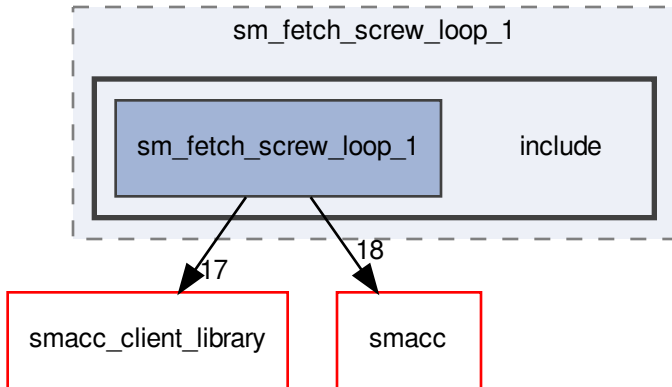 sm_fetch_screw_loop_1
sm_fetch_screw_loop_1
include
17
18
smacc_client_library
smacc